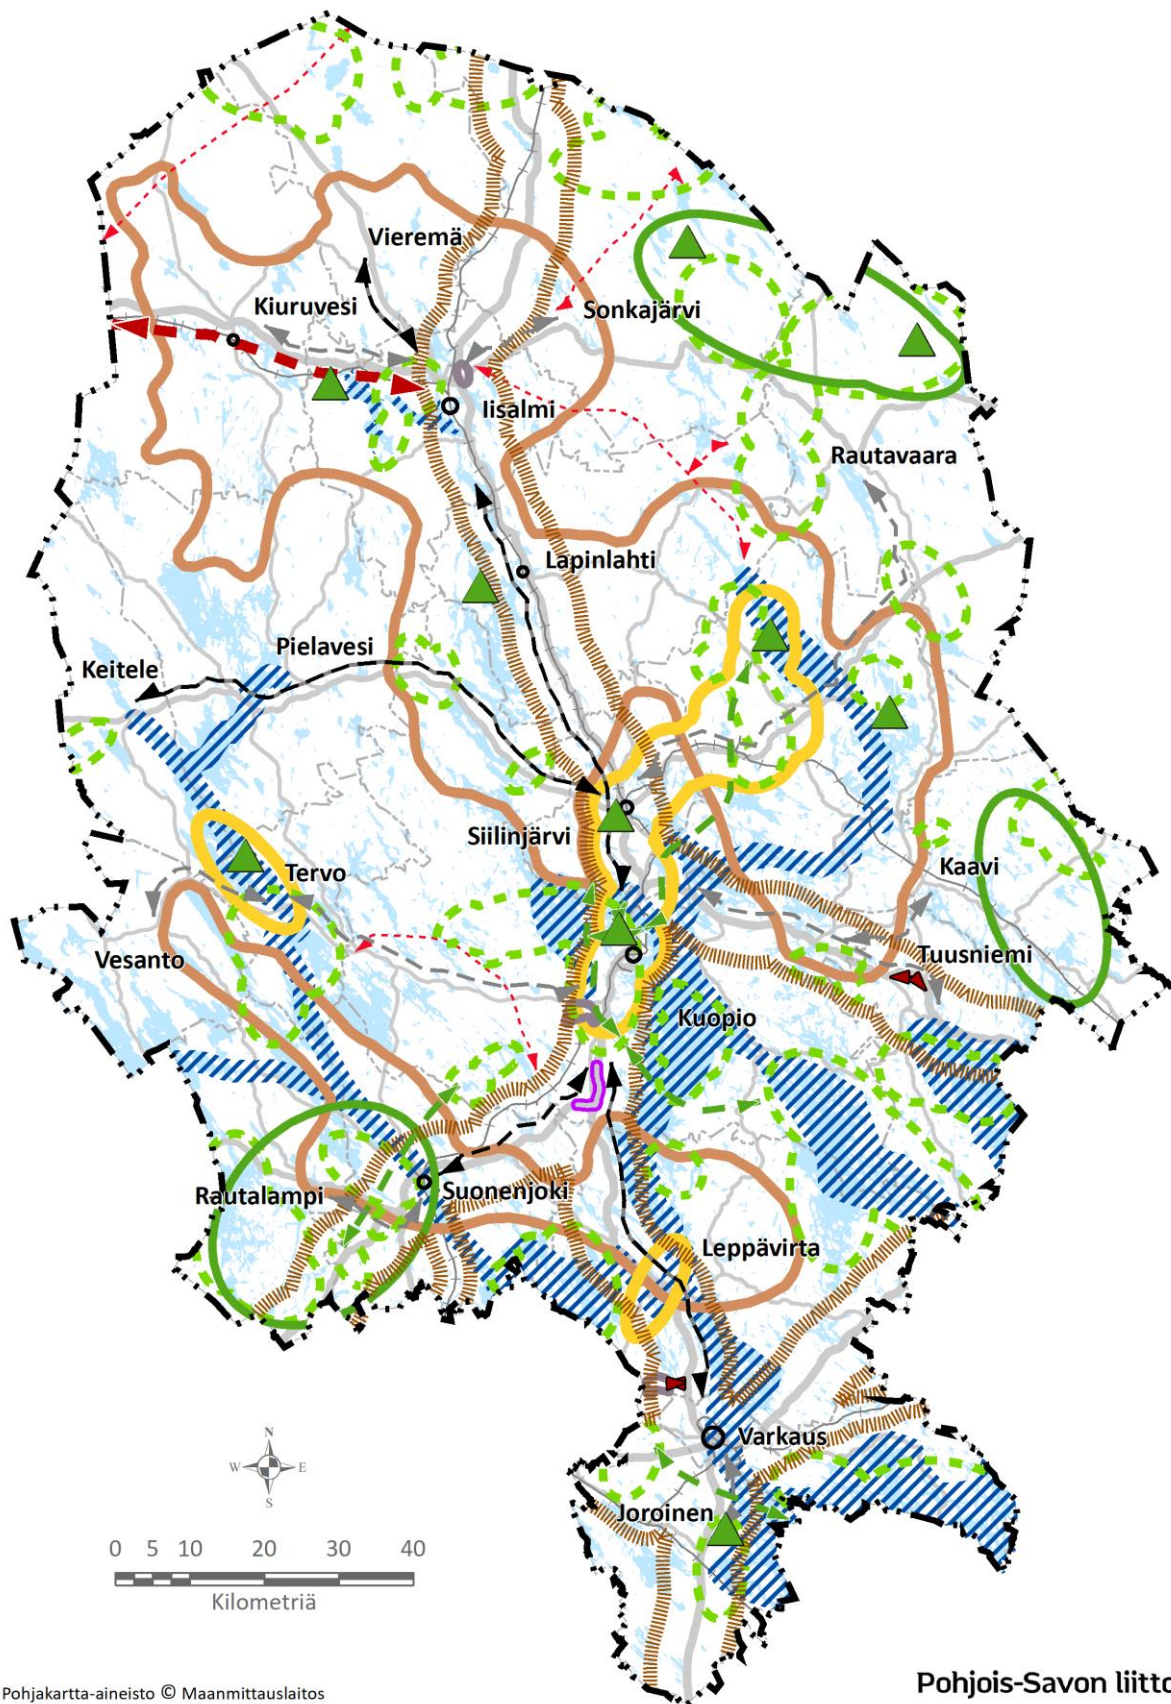 Vieremä
Kiuruvesi
Sonkajärvi
Iisalmi
Rautavaara
Lapinlahti
Pielavesi
Keitele
Siilinjärvi
Tervo
Kaavi
Vesanto
Tuusniemi
Kuopio
Rautalampi
Suonenjoki
Leppävirta
Varkaus
Joroinen
N
W E
S
0 5 10 20 30 40
Kilometriä
Pohjakartta-aineisto © Maanmittauslaitos
Pohjois-Savon liitto